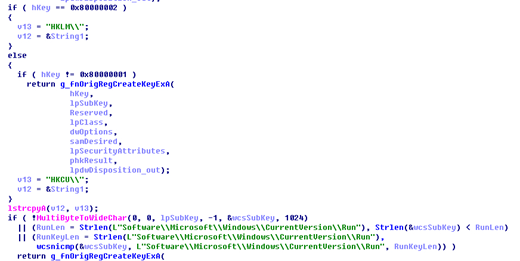 if ( hKey == 0x80000002 )
{
v13 = "HKLM\\";
v12 = &String1;
}
else
{
if ( hKey != 0x80000001 )
return g_fnOrigRegCreateKeyExA(
hKey,
lpSubKey,
Reserved,
lpClass,
dwOptions,
samDesired,
lpSecurityAttributes,
phkResult,
lpdwDisposition_out);
v13 = "HKCU\\";
v12 = &String1;
}
lstrcpyA(v12, v13);
if ( !MultiByteToWideChar(0, 0, lpSubKey, -1, &wcsSubKey, 1024)
|| (RunLen = Strlen(L"Software\\Microsoft\\Windows\\CurrentVersion\\Run"), Strlen(&wcsSubKey) < RunLen)
|| (RunKeyLen = Strlen(L"Software\\Microsoft\\Windows\\CurrentVersion\\Run"),
wcsnicmp(&wcsSubKey, L"Software\\Microsoft\\Windows\\CurrentVersion\\Run", RunKeyLen)) )
return g_fnOrigRegCreateKeyExA(